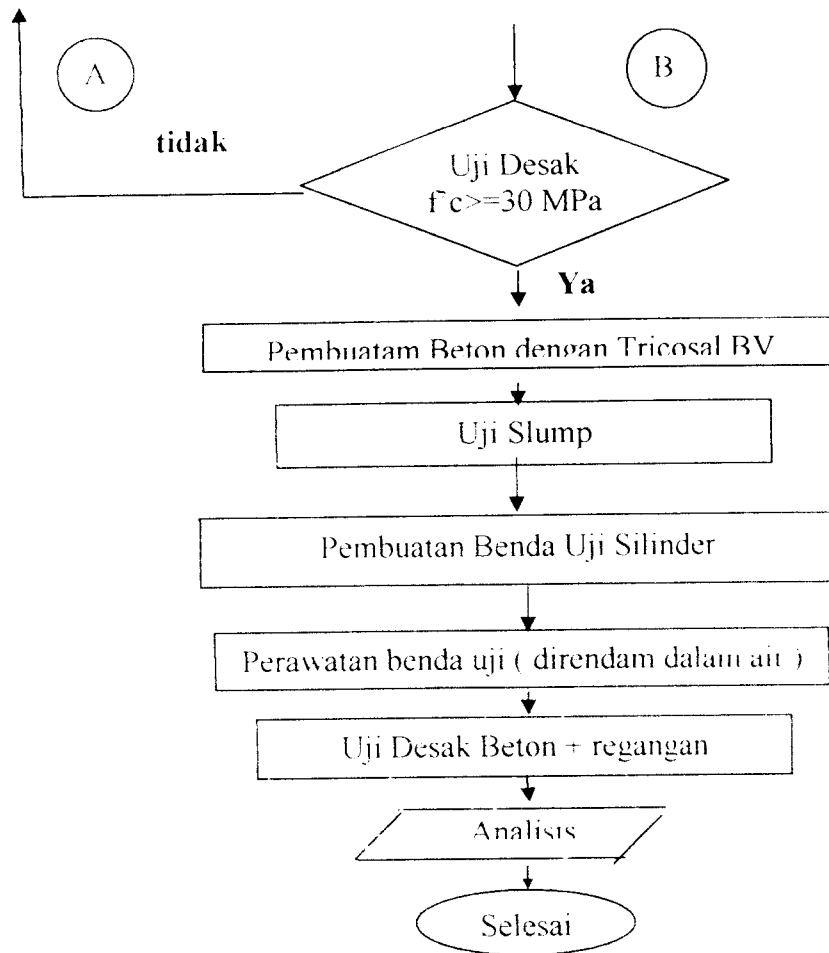 A
B
tidak
Uji Desak
f'c>=30 MPa
Ya
Pembuatam Beton dengan Tricosal BV
Uji Slump
Pembuatan Benda Uji Silinder
Perawatan benda uji ( direndam dalam air )
Uji Desak Beton + regangan
Analisis
Selesai